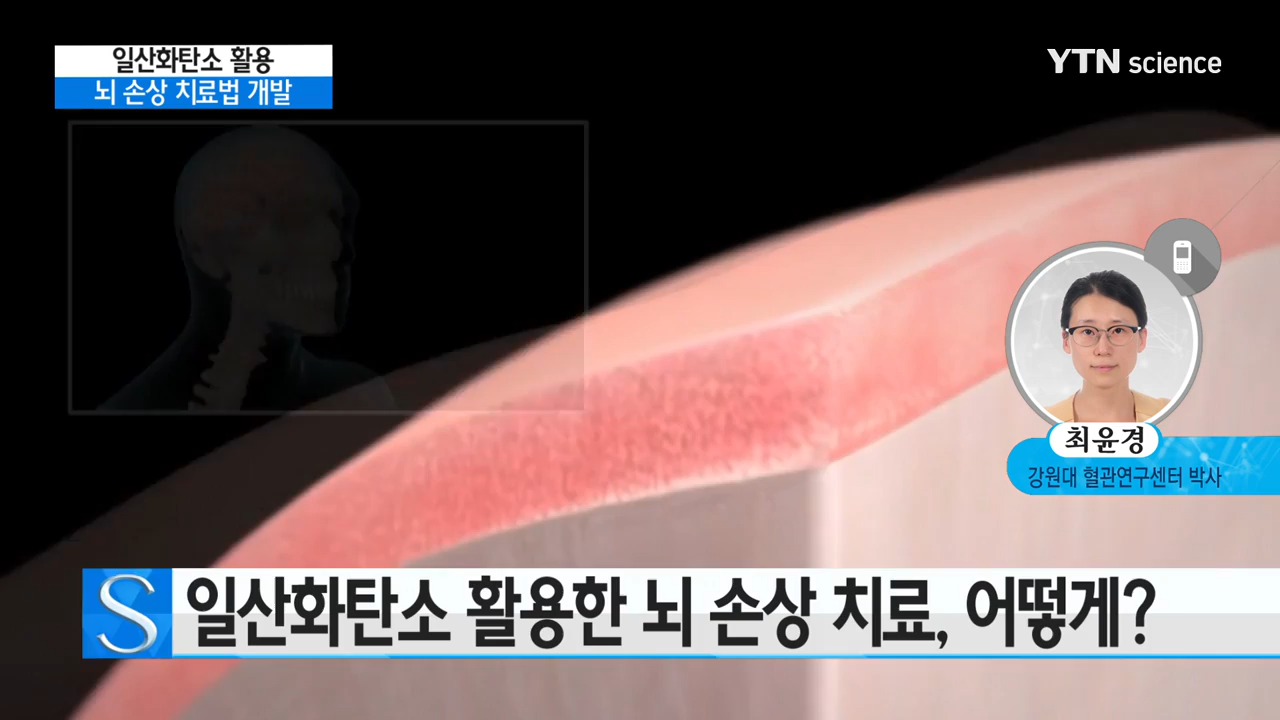 일산화탄소 활용
뇌 손상 치료법 개발
YTN science
최윤경
강원대 혈관연구센터 박사
S
일산화탄소 활용한 뇌 손상 치료, 어떻게?